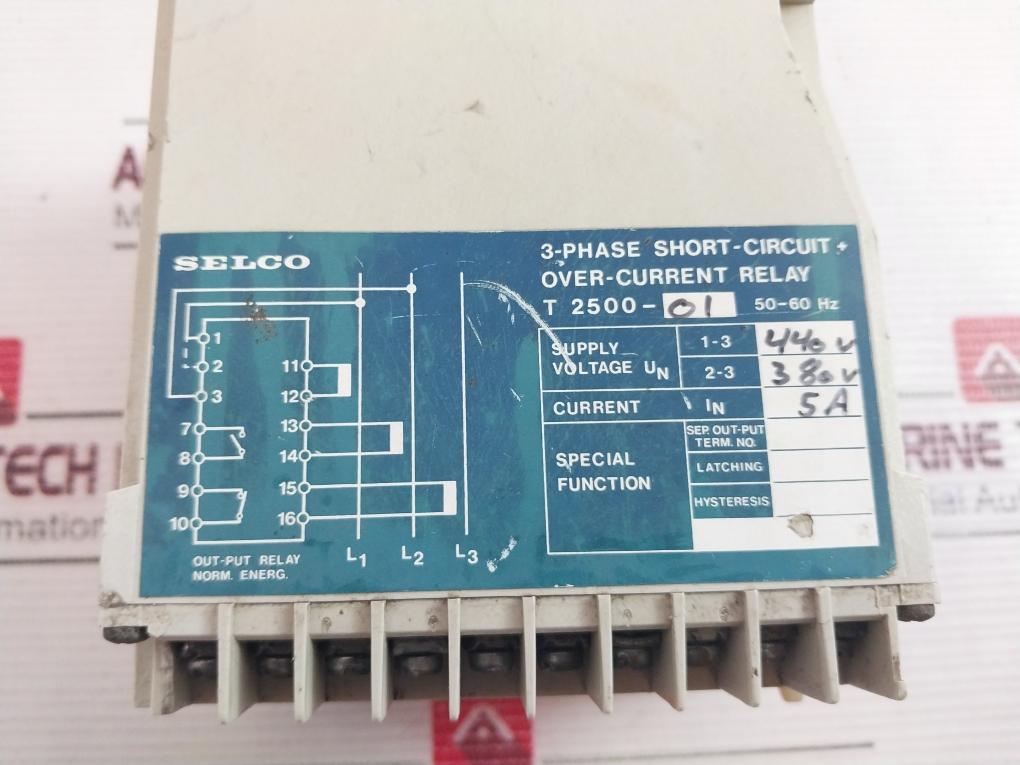 SELCO
3-PHASE SHORT-CIRCUIT +
OVER-CURRENT RELAY
T 2500-01 50-60 Hz
SUPPLY VOLTAGE UN
1-3 440V
2-3 380V
CURRENT IN 5A
SPECIAL FUNCTION
SEP. OUT-PUT TERM. NO.
LATCHING
HYSTERESIS
1
2
3
7
8
9
10
11
12
13
14
15
16
L1 L2 L3
OUT-PUT RELAY
NORM. ENERG.
TECH
RINE